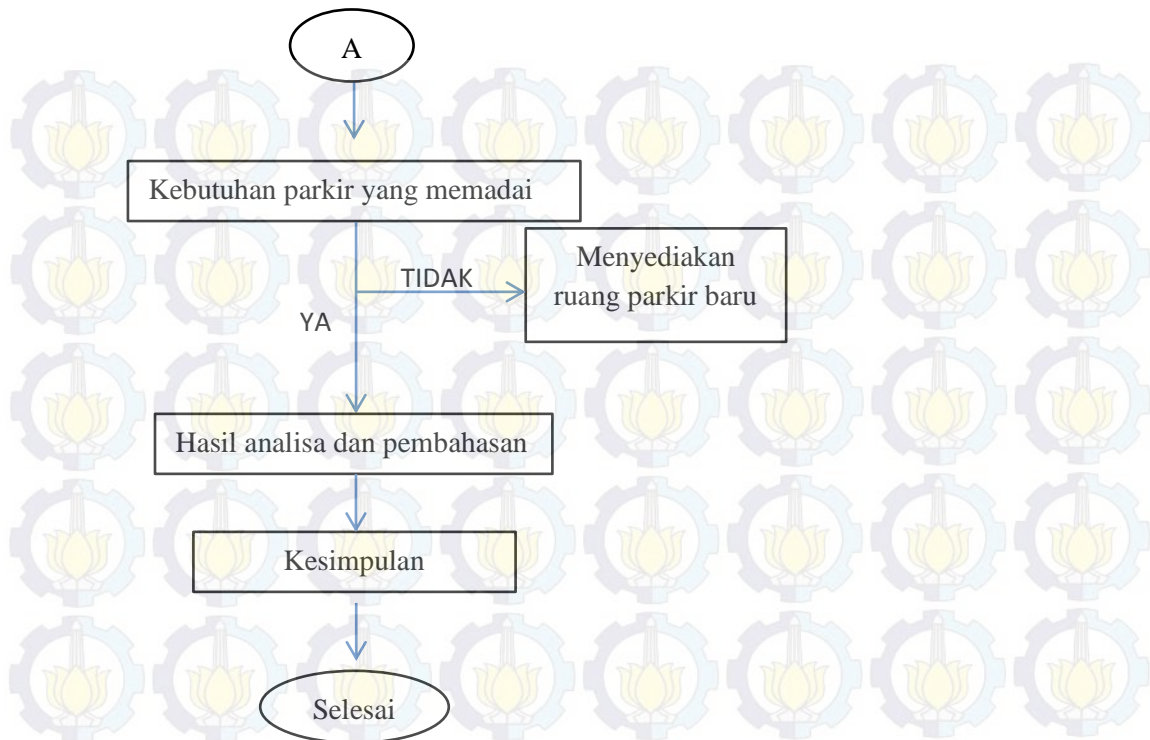 A
Kebutuhan parkir yang memadai
Menyediakan
ruang parkir baru
TIDAK
YA
Hasil analisa dan pembahasan
Kesimpulan
Selesai